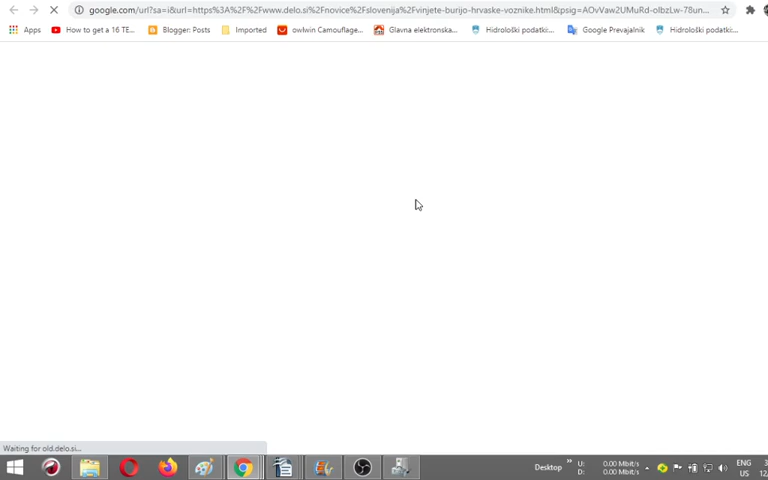 google.com/url?sa=i&url=https%3A%2F%2Fwww.delo.si%2Fnovice%2Fslovenija%2Fvinjete-burijo-hrvaske-voznike.html&psig=AOvVaw2UMuRd-olbzLw-78un...
Apps How to get a 16 TE... Blogger: Posts Imported owlwin Camouflage... Glavna elektronska... Hidrološki podatki:... Google Prevajalnik Hidrološki podatki:...
Waiting for old.delo.si...
Desktop
U: 0.00 Mbit/s
D: 0.00 Mbit/s
ENG
US